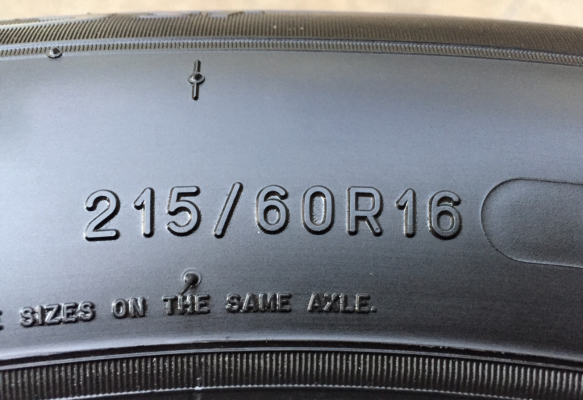 215/60R16
SIZES ON THE SAME AXLE.